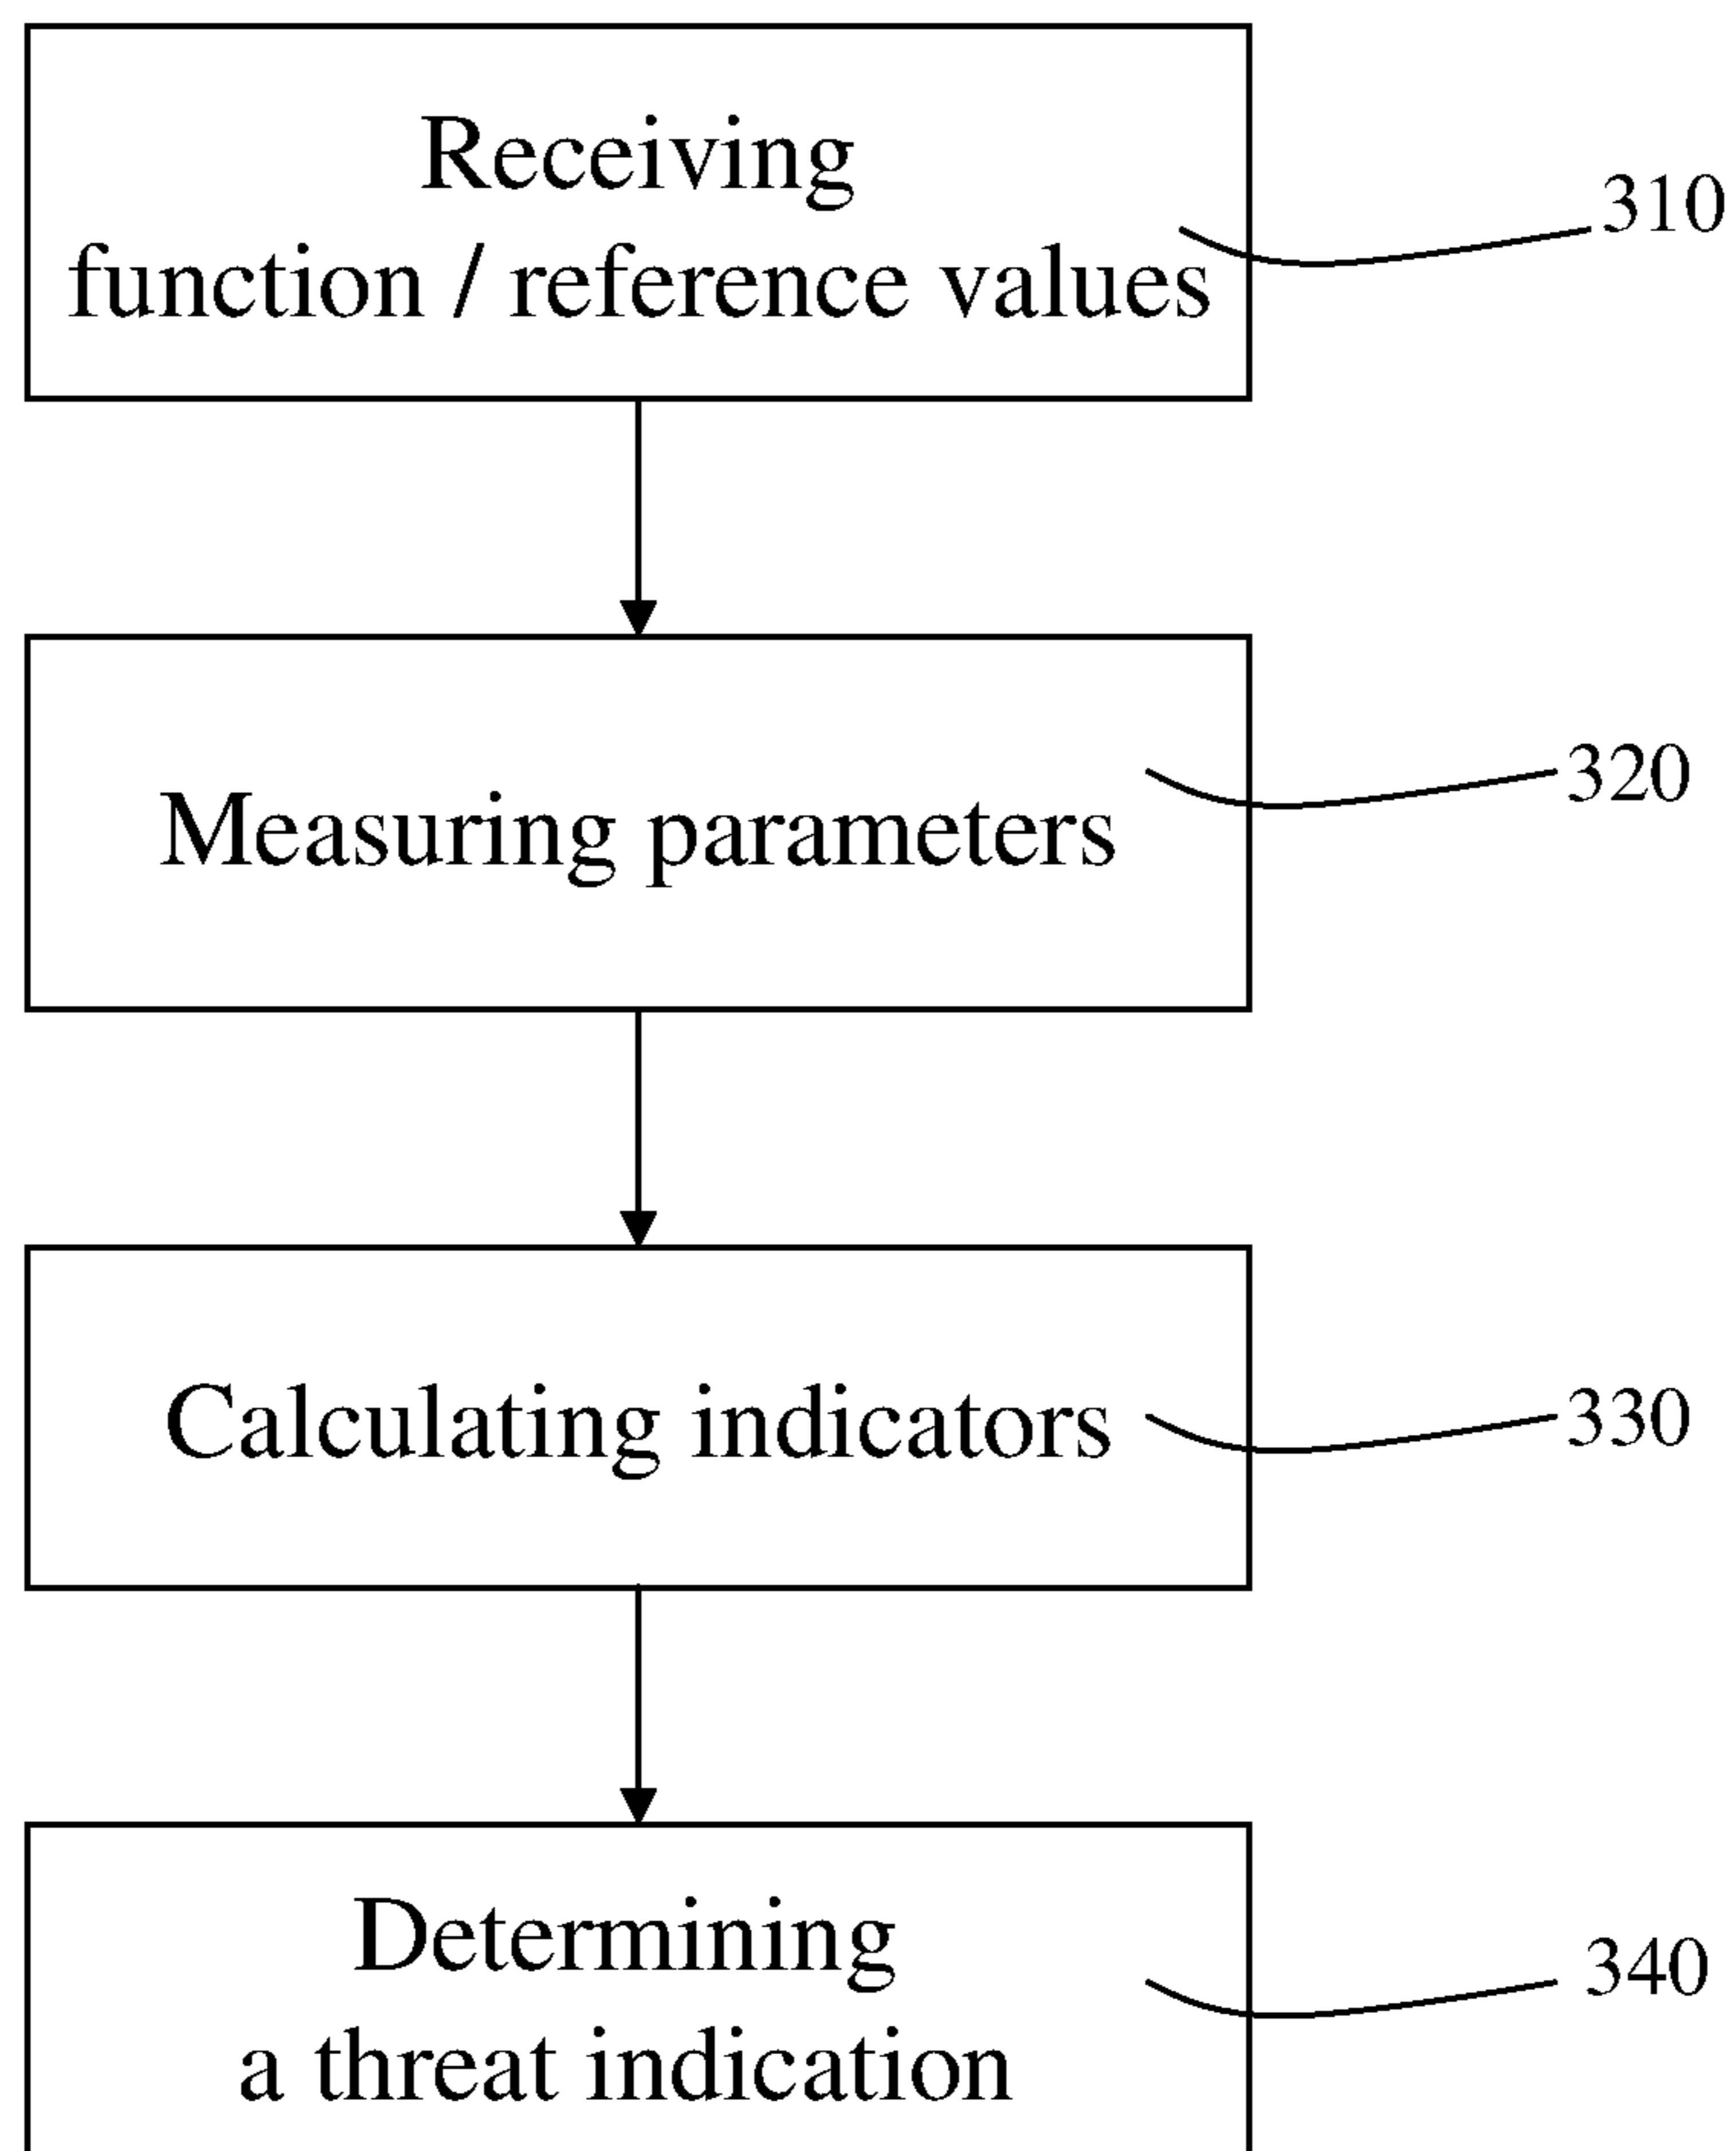 Receiving
function / reference values
310
Measuring parameters
320
Calculating indicators
330
Determining
a threat indication
340